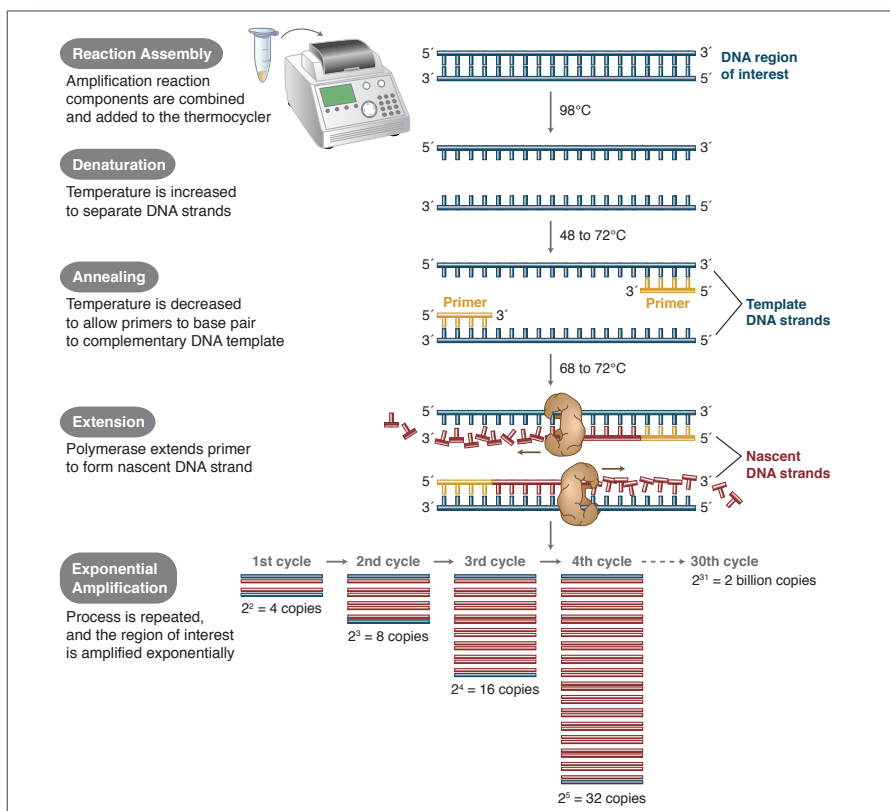 Reaction Assembly
Amplification reaction
components are combined
and added to the thermocycler
5´ 3´
3´ 5´
DNA region
of interest
98°C
Denaturation
Temperature is increased
to separate DNA strands
5´ 3´
3´ 5´
48 to 72°C
Annealing
Temperature is decreased
to allow primers to base pair
to complementary DNA template
5´ 3´
3´ 5´
Primer
Primer
5´ 3´
3´ 5´
Template
DNA strands
68 to 72°C
Extension
Polymerase extends primer
to form nascent DNA strand
5´ 3´
3´ 5´
5´ 3´
3´ 5´
Nascent
DNA strands
Exponential
Amplification
Process is repeated,
and the region of interest
is amplified exponentially
1st cycle 2nd cycle 3rd cycle 4th cycle 30th cycle
2² = 4 copies
2³ = 8 copies
2⁴ = 16 copies
2⁵ = 32 copies
2³¹ = 2 billion copies